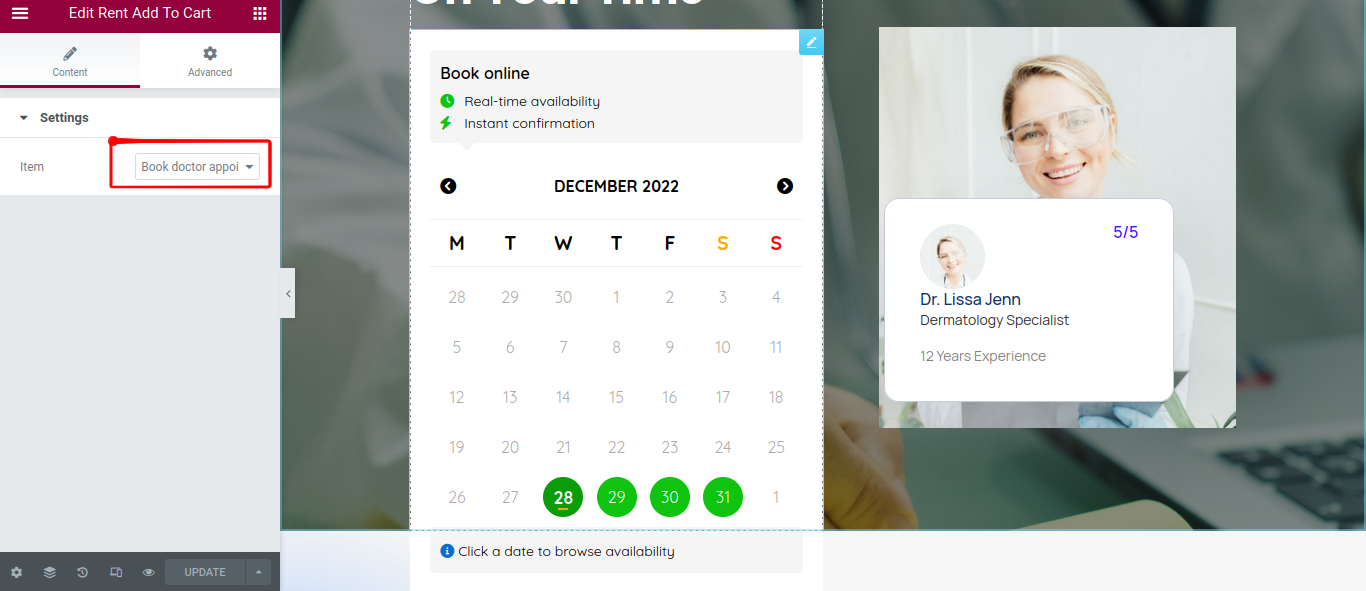 Edit Rent Add To Cart
Content
Advanced
Settings
Item
Book doctor appoi
UPDATE
Book online
Real-time availability
Instant confirmation
DECEMBER 2022
M T W T F S S
28 29 30 1 2 3 4
5 6 7 8 9 10 11
12 13 14 15 16 17 18
19 20 21 22 23 24 25
26 27 28 29 30 31 1
Click a date to browse availability
5/5
Dr. Lissa Jenn
Dermatology Specialist
12 Years Experience